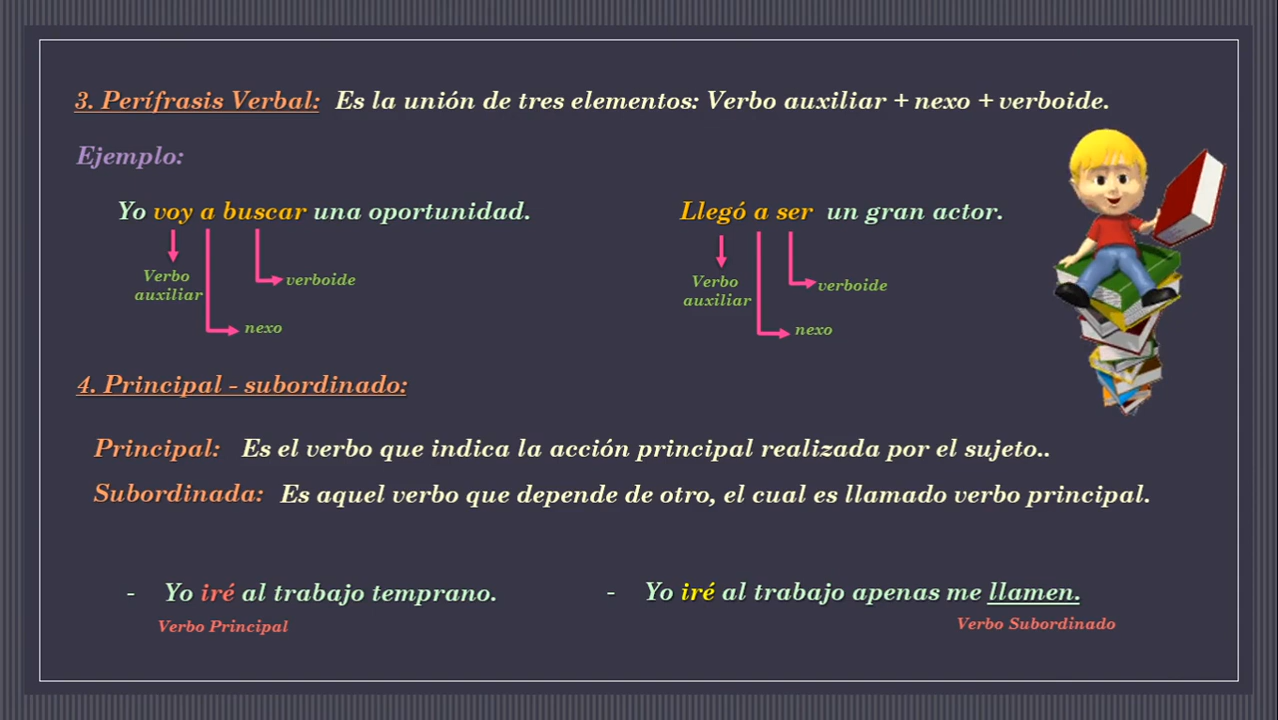 3. Perífrasis Verbal: Es la unión de tres elementos: Verbo auxiliar + nexo + verboide.
Ejemplo:
Yo voy a buscar una oportunidad.
Verbo
auxiliar
verboide
nexo
Llegó a ser un gran actor.
Verbo
auxiliar
verboide
nexo
4. Principal - subordinado:
Principal: Es el verbo que indica la acción principal realizada por el sujeto..
Subordinada: Es aquel verbo que depende de otro, el cual es llamado verbo principal.
- Yo iré al trabajo temprano.
Verbo Principal
- Yo iré al trabajo apenas me llamen.
Verbo Subordinado